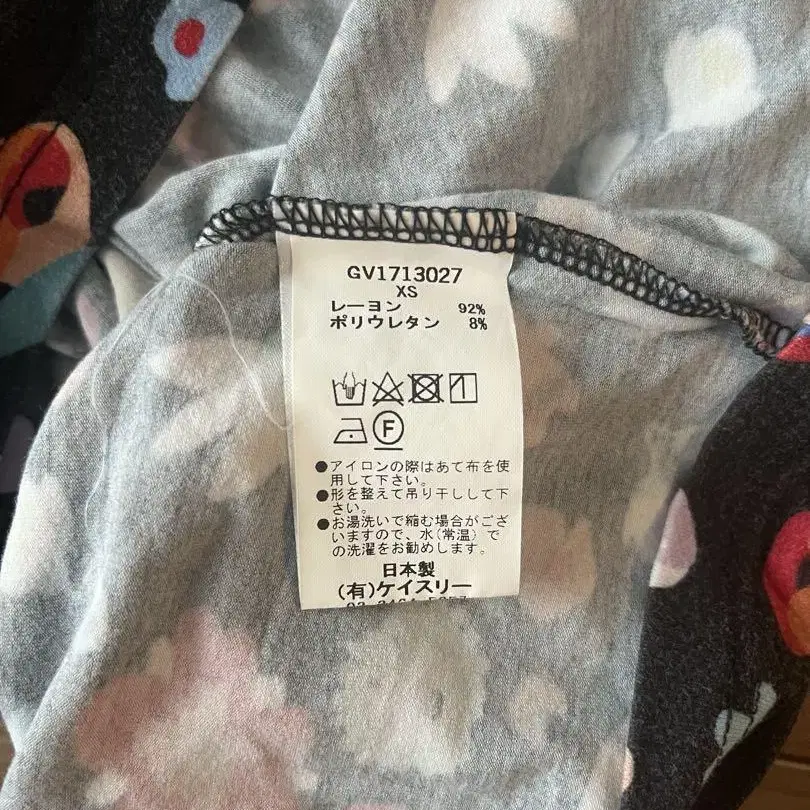 GV1713027
XS
レーヨン 92%
ポリウレタン 8%
F
●アイロンの際はあて布を使
用して下さい。
●形を整えて吊り干しして下
さい。
●お湯洗いで縮む場合がござ
いますので、水(常温)で
の洗濯をお勧めします。
日本製
(有)ケイスリー